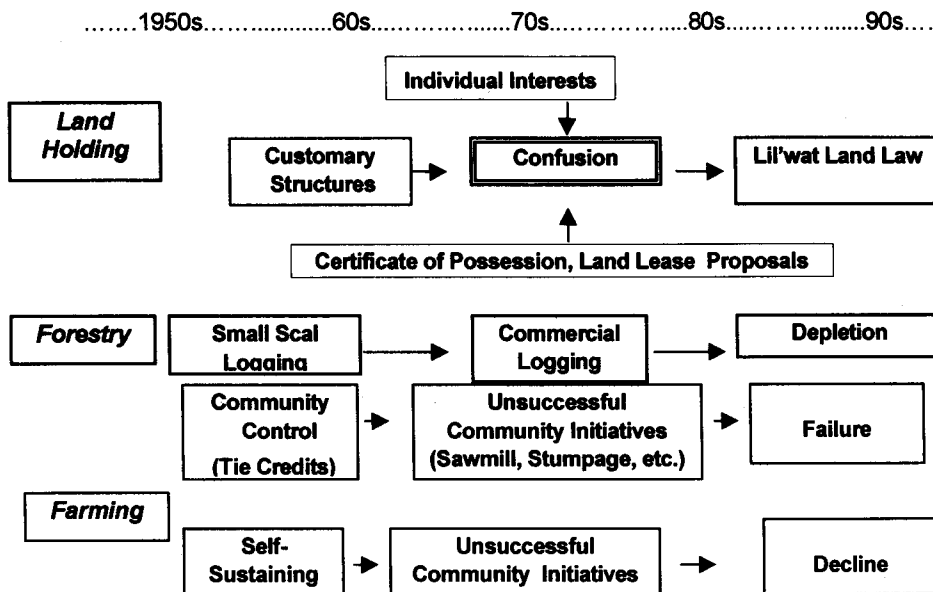 .......1950s...................60s...................70s...................80s...................90s....
Individual Interests
Land
Holding
Customary
Structures
Confusion
Lil'wat Land Law
Certificate of Possession, Land Lease Proposals
Forestry
Small Scal
Logging
Commercial
Logging
Depletion
Community
Control
(Tie Credits)
Unsuccessful
Community Initiatives
(Sawmill, Stumpage, etc.)
Failure
Farming
Self-
Sustaining
Unsuccessful
Community Initiatives
Decline